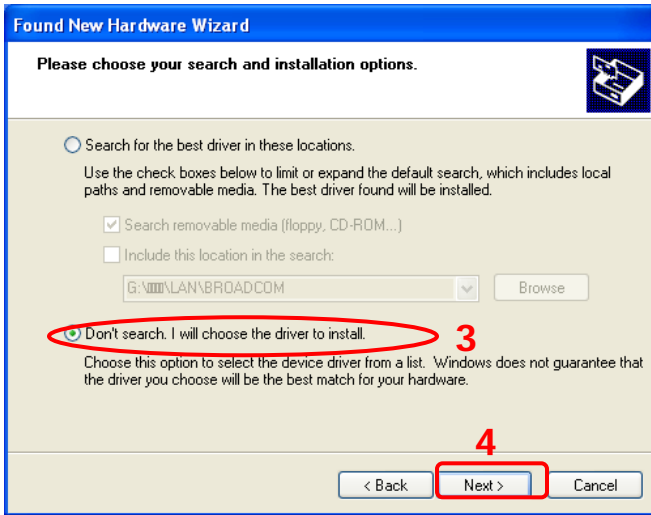 Found New Hardware Wizard
Please choose your search and installation options.
Search for the best driver in these locations.
Use the check boxes below to limit or expand the default search, which includes local
paths and removable media. The best driver found will be installed.
Search removable media (floppy, CD-ROM...)
Include this location in the search:
\LAN\BROADCOM
Browse
Don't search. I will choose the driver to install.
3
Choose this option to select the device driver from a list. Windows does not guarantee that
the driver you choose will be the best match for your hardware.
4
< Back
Next >
Cancel